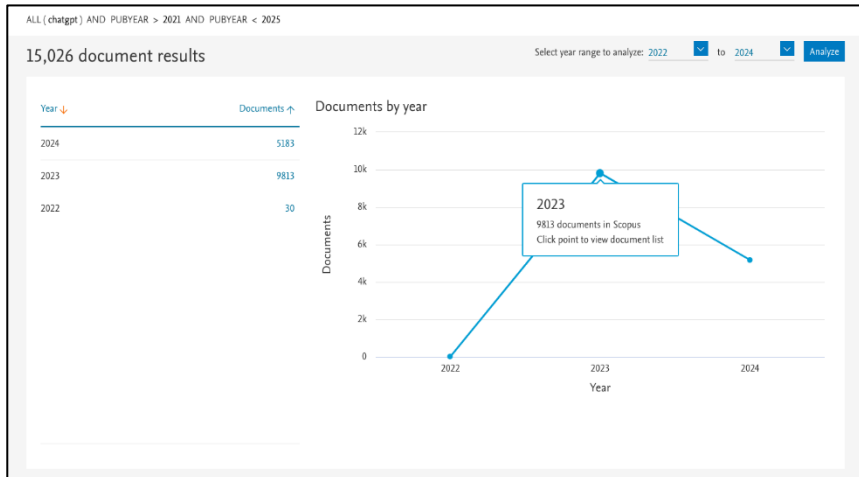 ALL ( chatgpt ) AND PUBYEAR > 2021 AND PUBYEAR < 2025
15,026 document results
Select year range to analyze: 2022 to 2024 Analyze
Year Documents
2024 5183
2023 9813
2022 30
Documents by year
12k
10k
8k
6k
4k
2k
0
Documents
2023
9813 documents in Scopus
Click point to view document list
2022 2023 2024
Year